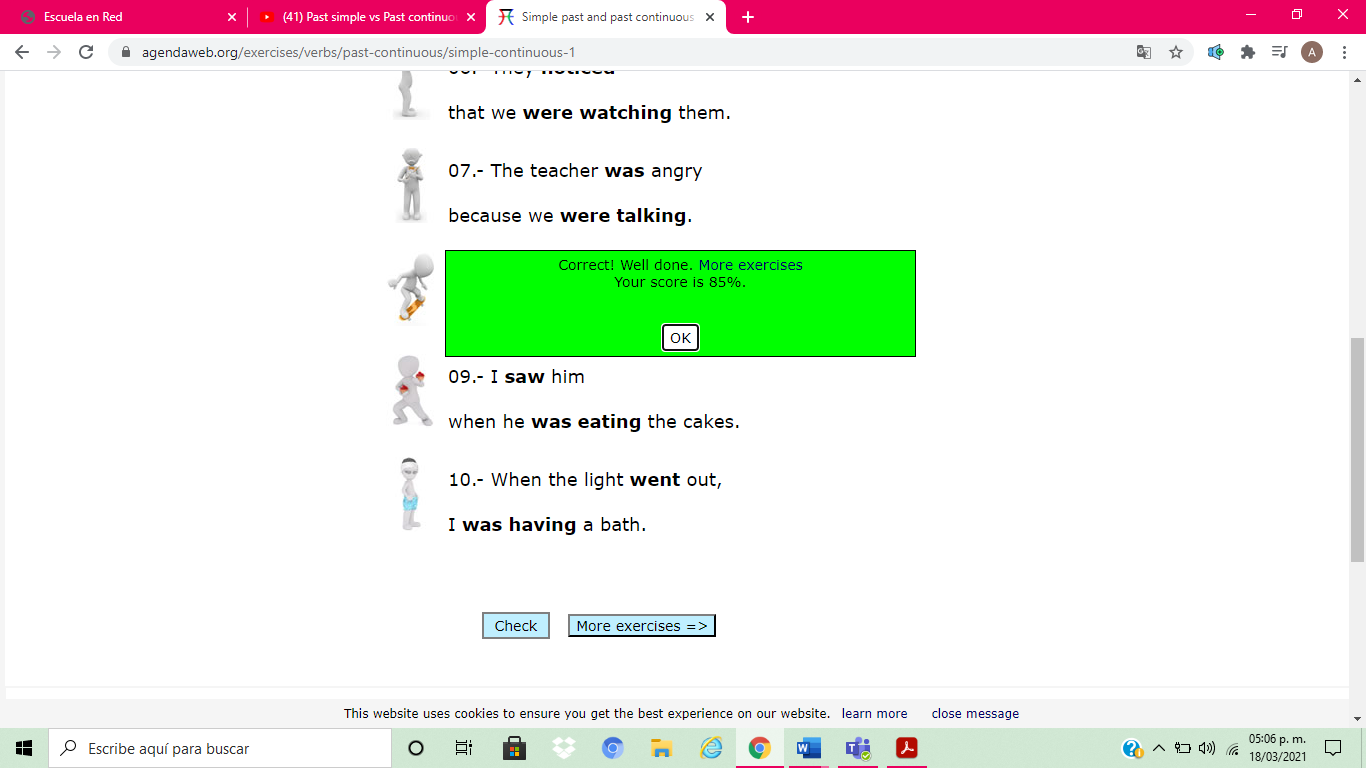 Escuela en Red
(41) Past simple vs Past continuo
Simple past and past continuous
agendaweb.org/exercises/verbs/past-continuous/simple-continuous-1
A
06.- They noticed
that we were watching them.
07.- The teacher was angry
because we were talking.
Correct! Well done. More exercises
Your score is 85%.
OK
09.- I saw him
when he was eating the cakes.
10.- When the light went out,
I was having a bath.
Check
More exercises =>
This website uses cookies to ensure you get the best experience on our website. learn more close message
Escribe aquí para buscar
05:06 p. m.
18/03/2021